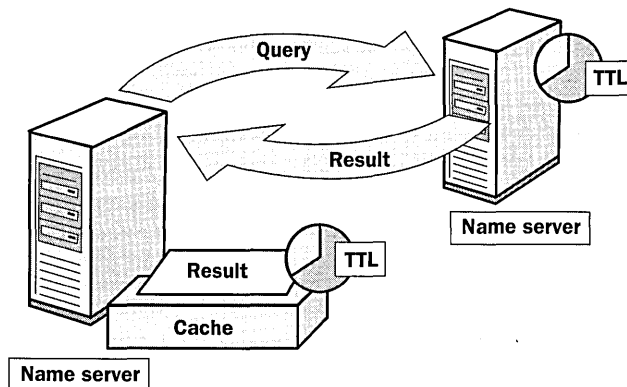 Query
TTL
Result
Name server
Result
TTL
Cache
Name server